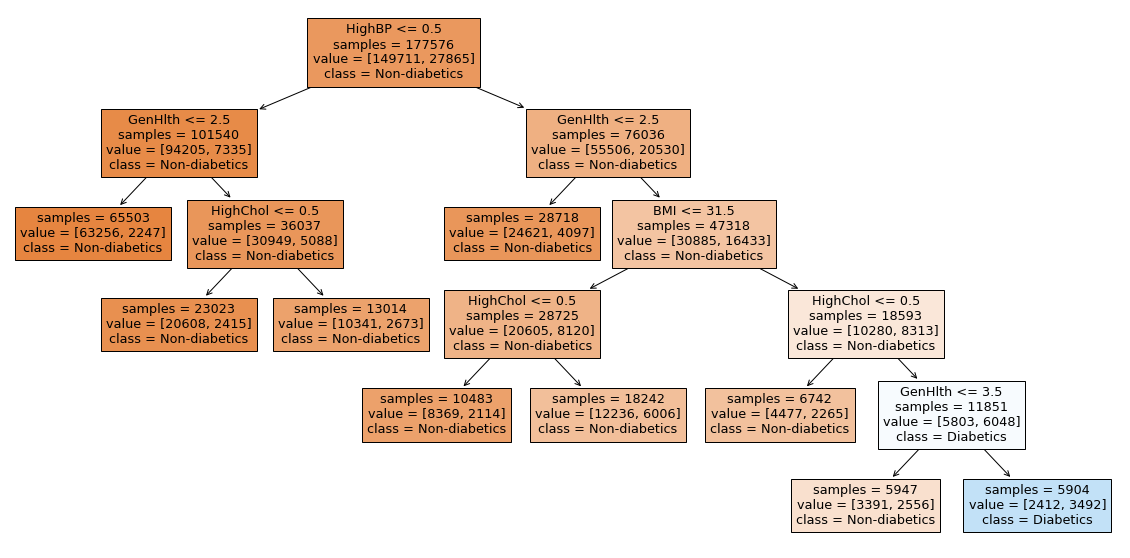 HighBP <= 0.5
samples = 177576
value = [149711, 27865]
class = Non-diabetics
GenHlth <= 2.5
samples = 101540
value = [94205, 7335]
class = Non-diabetics
GenHlth <= 2.5
samples = 76036
value = [55506, 20530]
class = Non-diabetics
samples = 65503
value = [63256, 2247]
class = Non-diabetics
HighChol <= 0.5
samples = 36037
value = [30949, 5088]
class = Non-diabetics
samples = 28718
value = [24621, 4097]
class = Non-diabetics
BMI <= 31.5
samples = 47318
value = [30885, 16433]
class = Non-diabetics
samples = 23023
value = [20608, 2415]
class = Non-diabetics
samples = 13014
value = [10341, 2673]
class = Non-diabetics
HighChol <= 0.5
samples = 28725
value = [20605, 8120]
class = Non-diabetics
HighChol <= 0.5
samples = 18593
value = [10280, 8313]
class = Non-diabetics
samples = 10483
value = [8369, 2114]
class = Non-diabetics
samples = 18242
value = [12236, 6006]
class = Non-diabetics
samples = 6742
value = [4477, 2265]
class = Non-diabetics
GenHlth <= 3.5
samples = 11851
value = [5803, 6048]
class = Diabetics
samples = 5947
value = [3391, 2556]
class = Non-diabetics
samples = 5904
value = [2412, 3492]
class = Diabetics